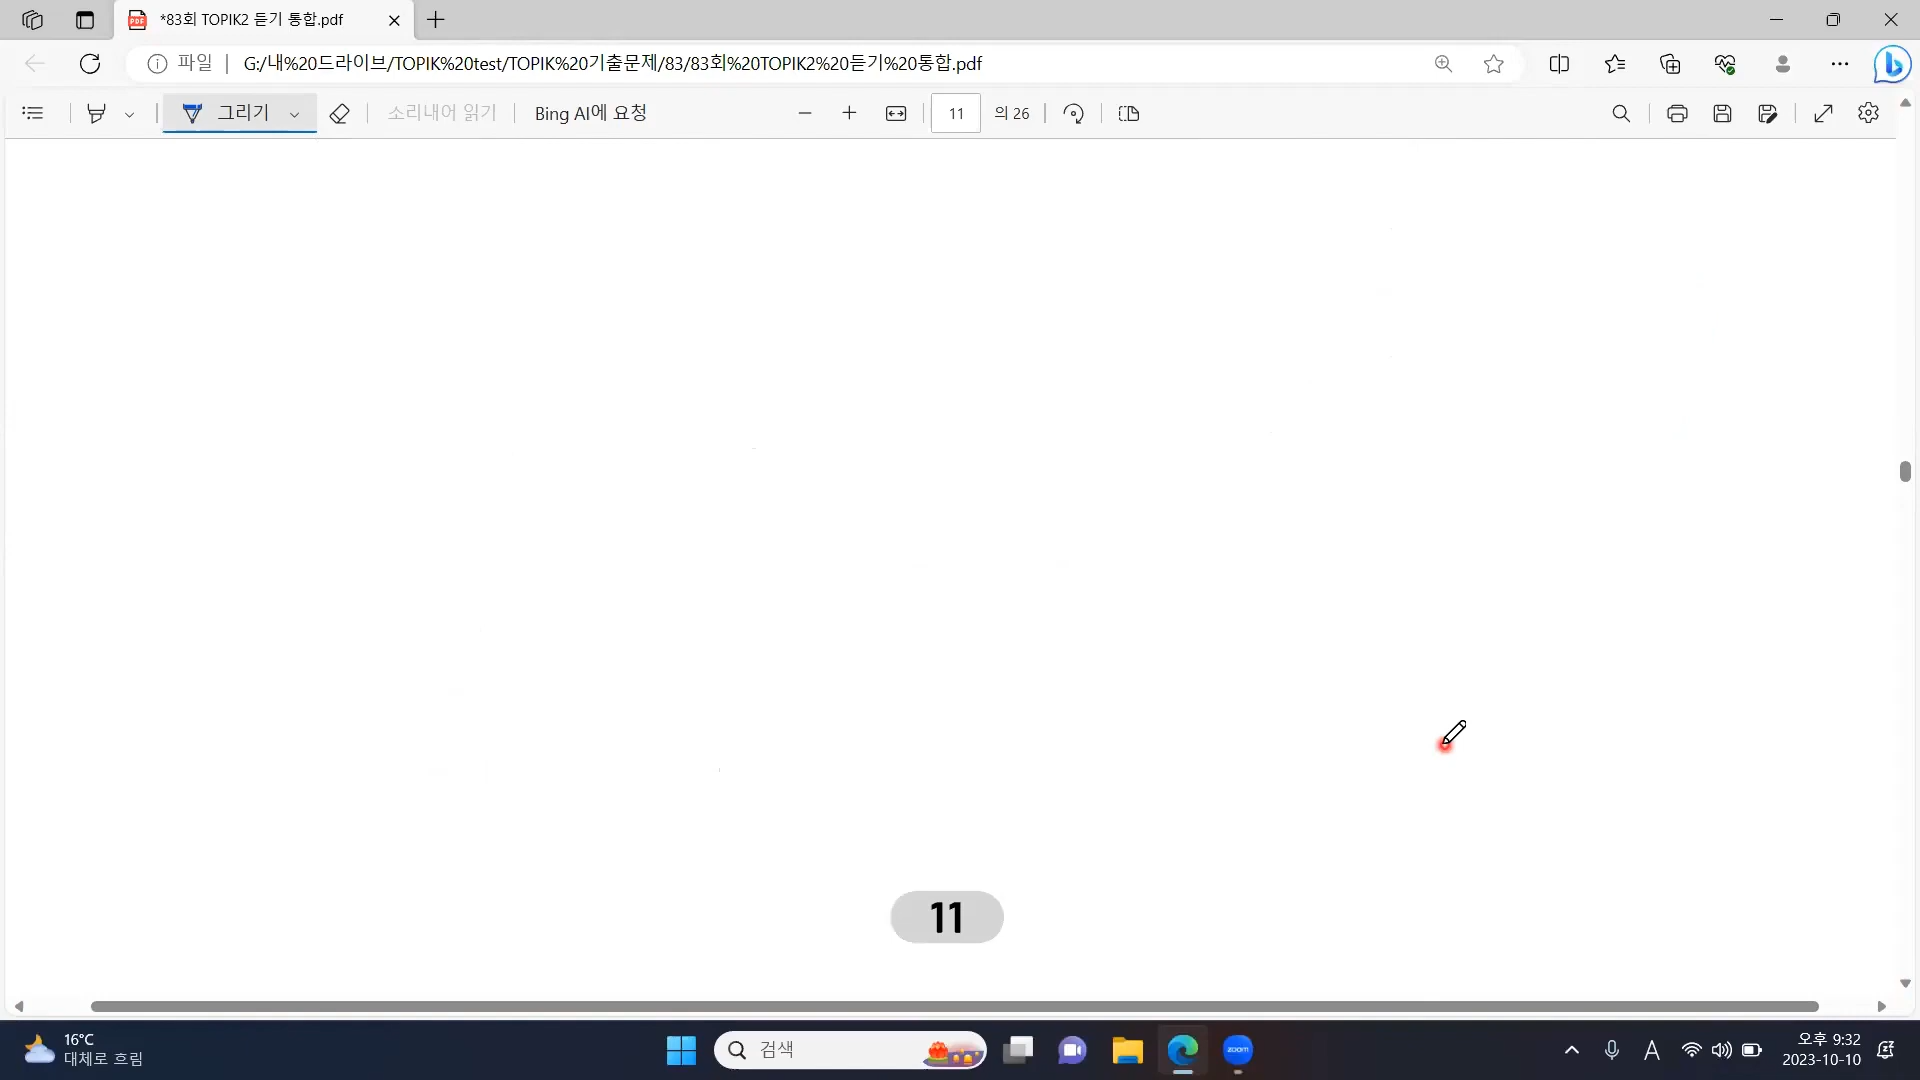 *83회 TOPIK2 듣기 통합.pdf
파일 G:/내%20드라이브/TOPIK%20test/TOPIK%20기출문제/83/83회%20TOPIK2%20듣기%20통합.pdf
그리기 소리내어 읽기 Bing AI에 요청 11 의 26
11
16°C
대체로 흐림
검색
zoom
A
오후 9:32
2023-10-10